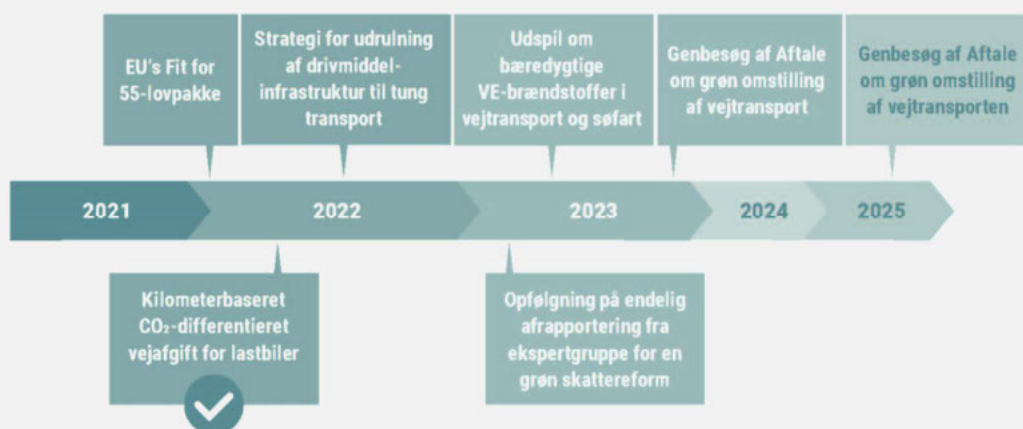 EU's Fit for
55-lovpakke
Strategi for udrulning
af drivmiddel-
infrastruktur til tung
transport
Udspil om
bæredygtige
VE-brændstoffer i
vejtransport og søfart
Genbesøg af Aftale
om grøn omstilling
af vejtransport
Genbesøg af Aftale
om grøn omstilling
af vejtransporten
2021
2022
2023
2024
2025
Kilometerbaseret
CO₂-differentieret
vejafgift for lastbiler
Opfølgning på endelig
afrapportering fra
ekspertgruppe for en
grøn skattereform